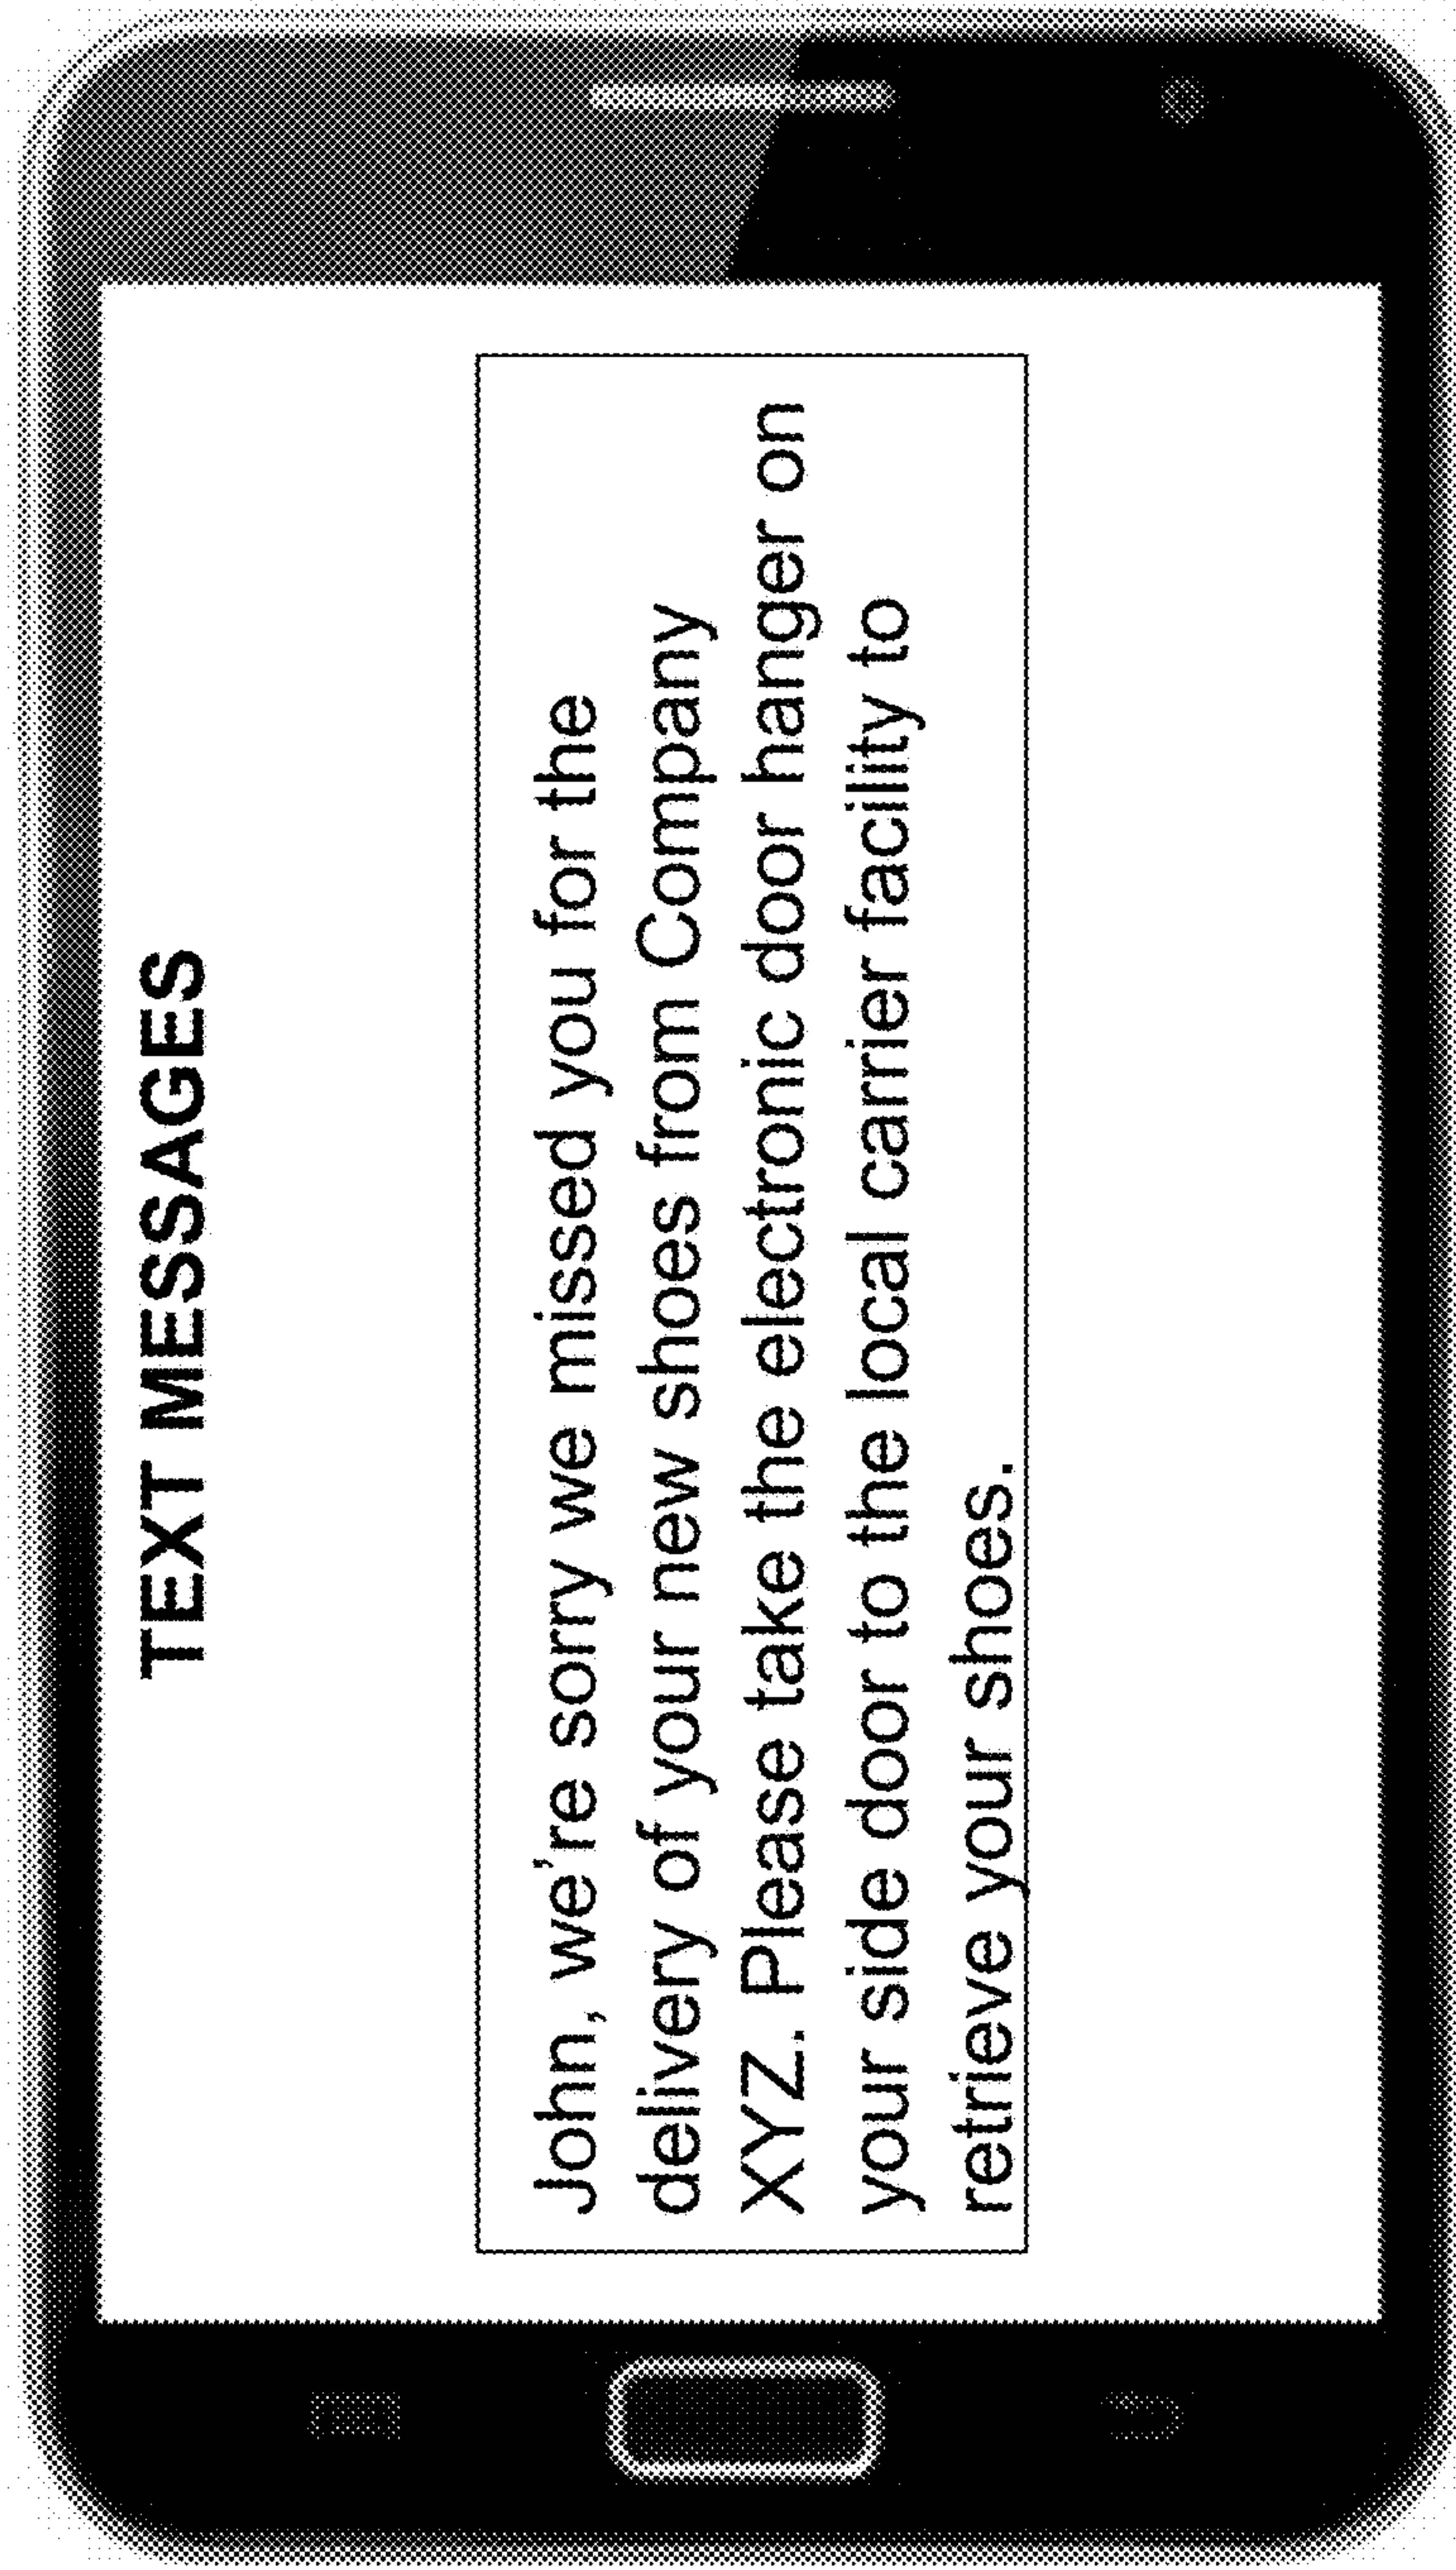 TEXT MESSAGES
John, we're sorry we missed you for the
delivery of your new shoes from Company
XYZ. Please take the electronic door hanger on
your side door to the local carrier facility to
retrieve your shoes.